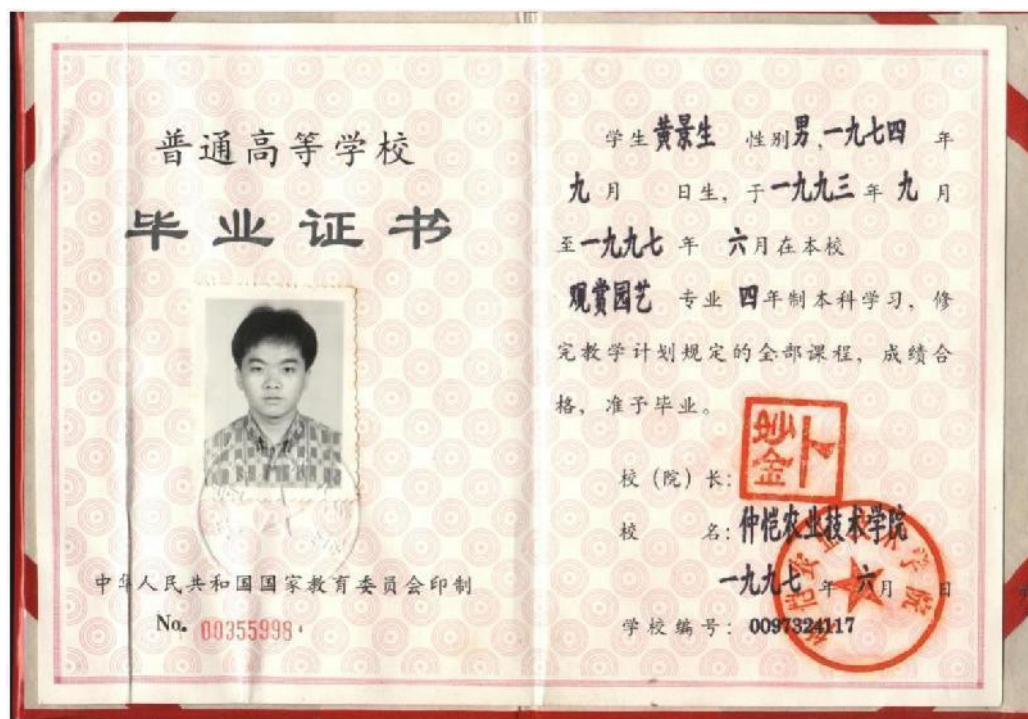 普通高等学校
毕业证书
中华人民共和国国家教育委员会印制
No. 00355998
学生黄景生 性别男,一九七四 年
九 月 日生, 于一九九三 年 九 月
至一九九七 年 六月在本校
观赏园艺 专业 四年制本科学习, 修
完教学计划规定的全部课程, 成绩合
格, 准予毕业。
校(院)长:
校 名: 仲恺农业技术学院
一九九七 年 六月 日
学校编号: 0097324117